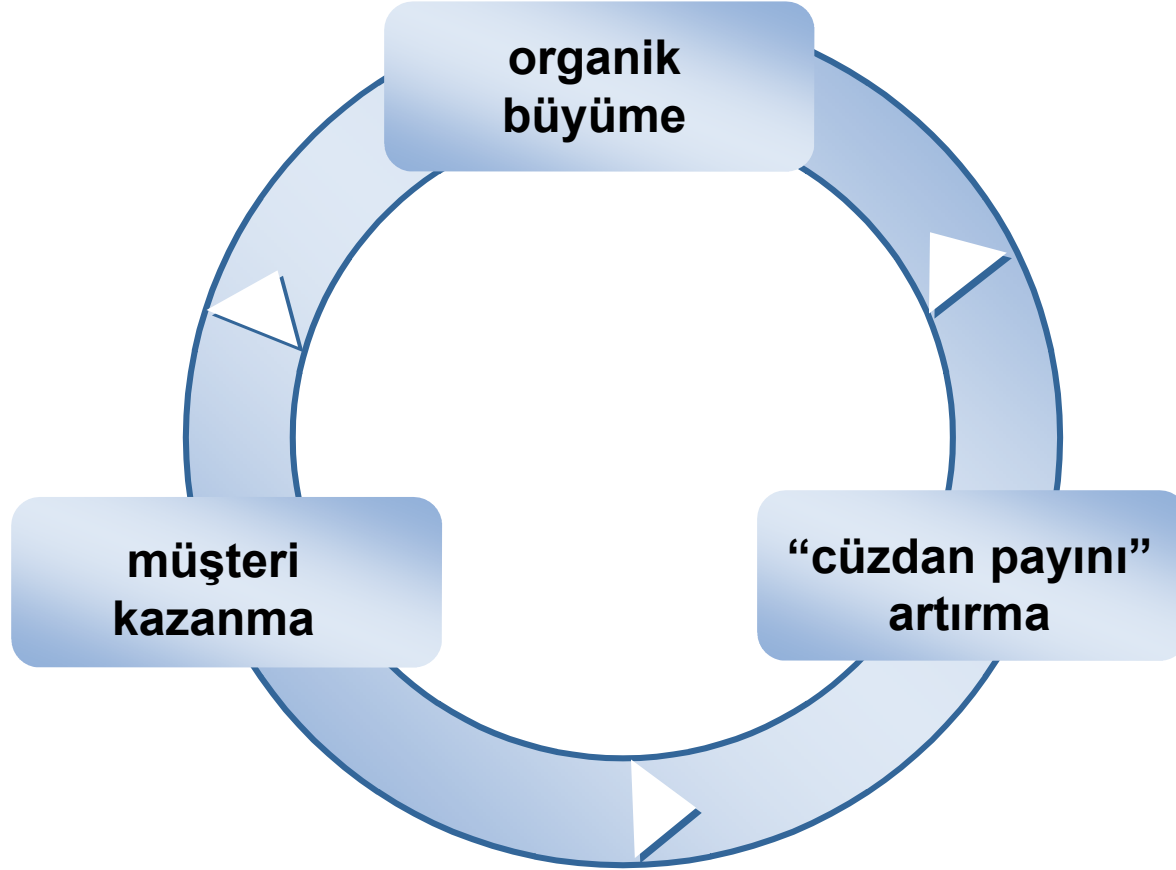 organik
büyüme
müşteri
kazanma
“cüzdan payını”
artırma